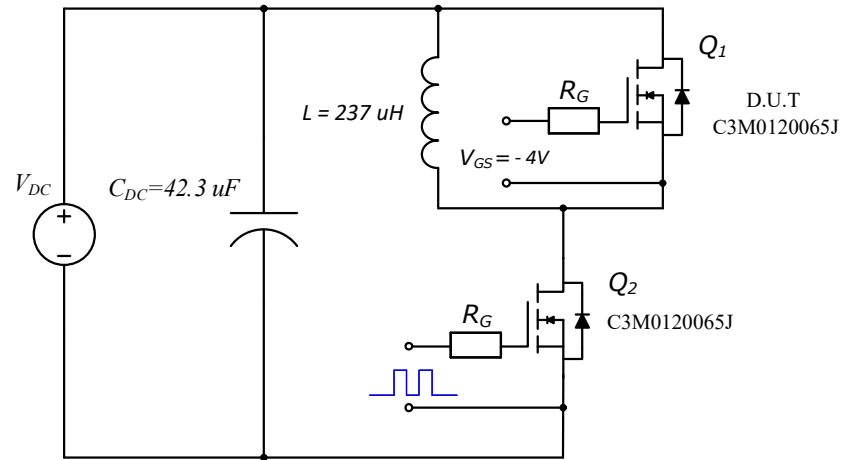 Q1
RG
D.U.T
C3M0120065J
L = 237 uH
VGS = - 4V
VDC
CDC=42.3 uF
Q2
RG
C3M0120065J